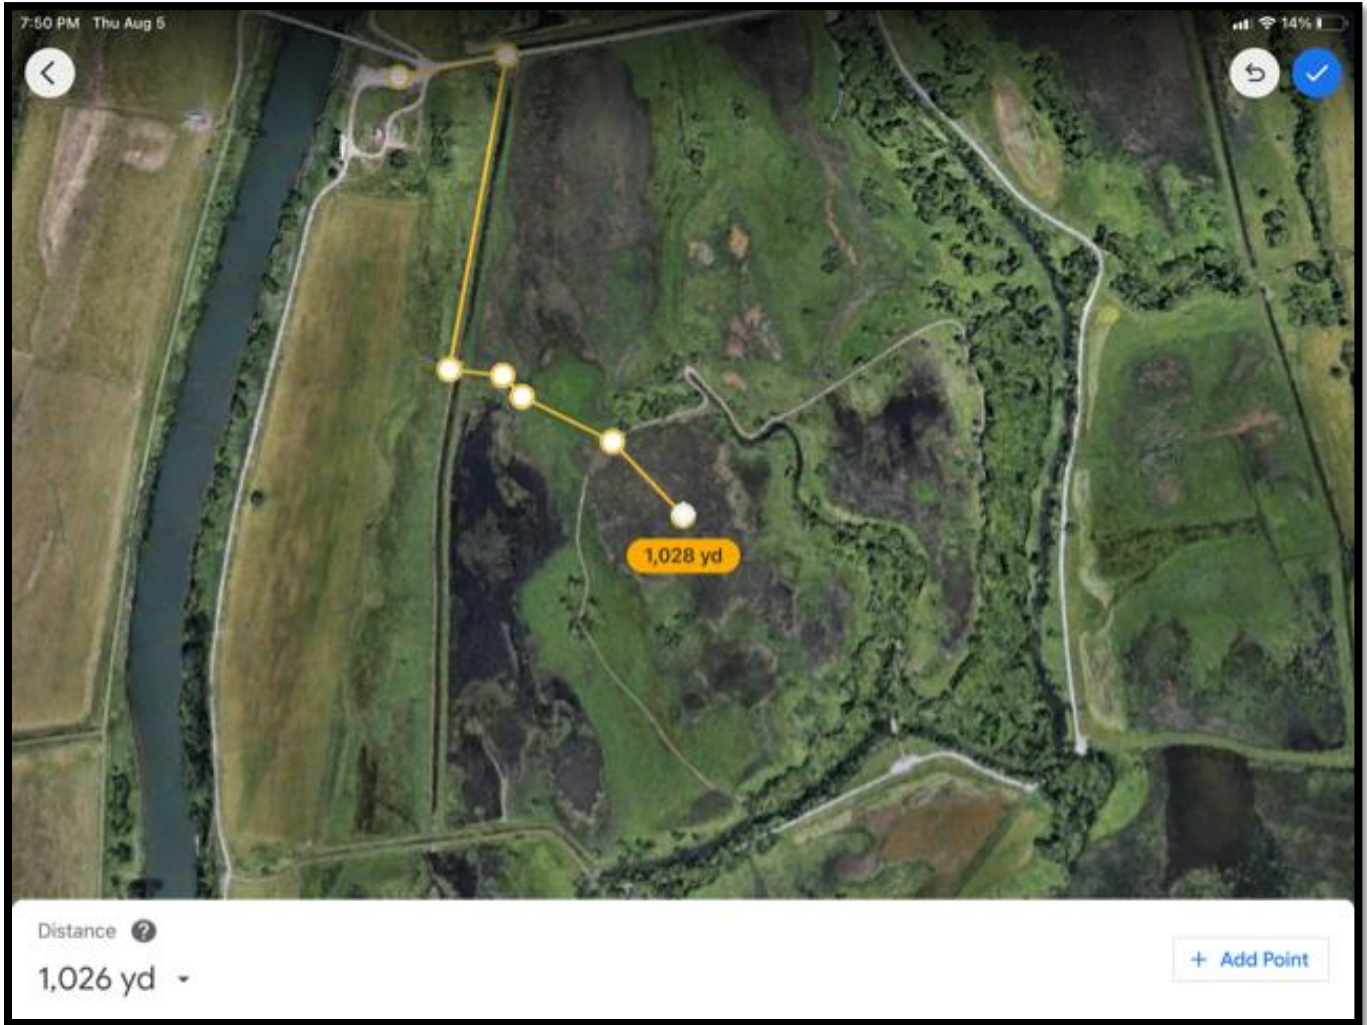 7:50 PM Thu Aug 5
14%
1,028 yd
Distance ?
1,026 yd
+ Add Point